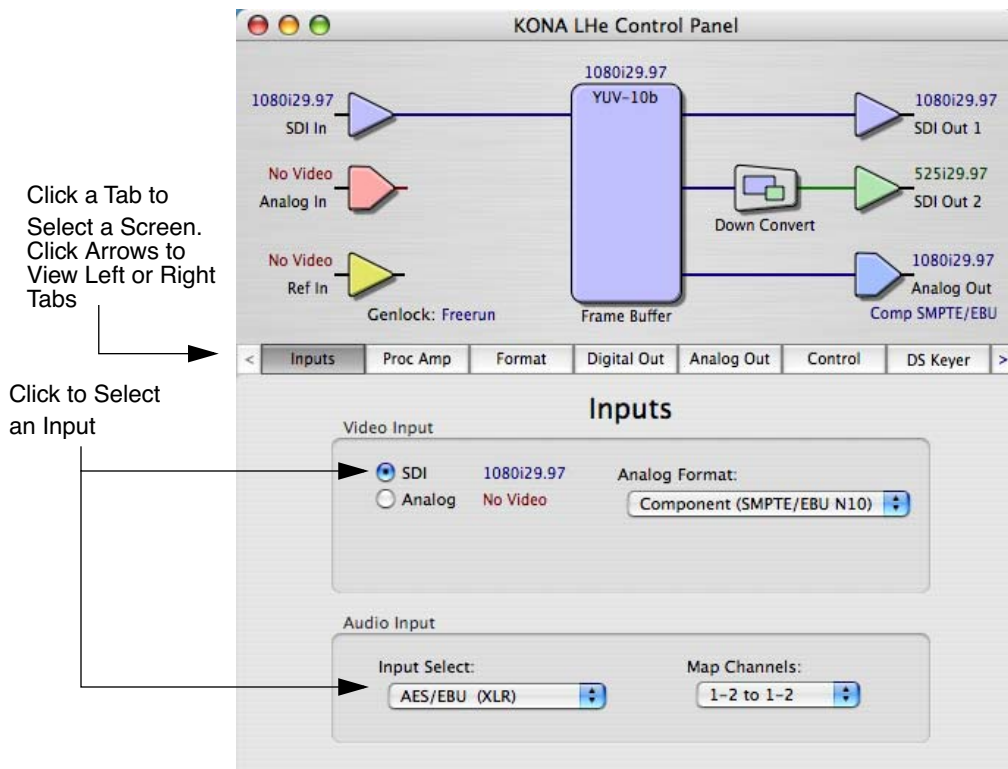 KONA LHe Control Panel
1080i29.97
YUV-10b
1080i29.97
SDI In
1080i29.97
SDI Out 1
No Video
Analog In
525i29.97
SDI Out 2
Down Convert
No Video
Ref In
1080i29.97
Analog Out
Genlock: Freerun
Frame Buffer
Comp SMPTE/EBU
Click a Tab to
Select a Screen.
Click Arrows to
View Left or Right
Tabs
< Inputs Proc Amp Format Digital Out Analog Out Control DS Keyer >
Click to Select
an Input
Inputs
Video Input
SDI 1080i29.97 Analog Format:
Analog No Video Component (SMPTE/EBU N10)
Audio Input
Input Select: Map Channels:
AES/EBU (XLR) 1-2 to 1-2